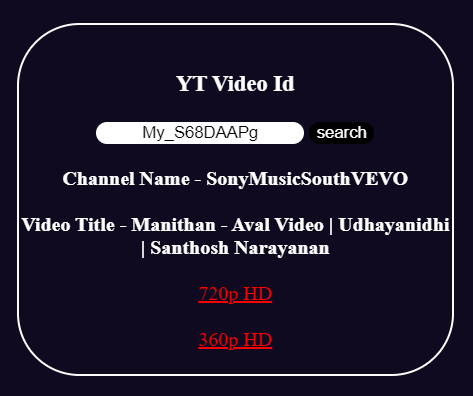 YT Video Id
My_S68DAAPg
search
Channel Name - SonyMusicSouthVEVO
Video Title - Manithan - Aval Video | Udhayanidhi
| Santhosh Narayanan
720p HD
360p HD